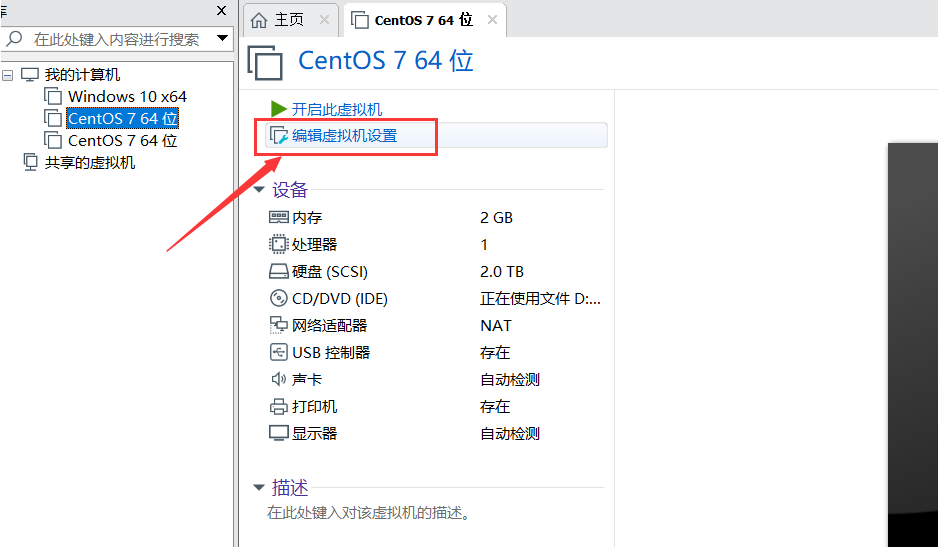 库
在此处键入内容进行搜索
我的计算机
Windows 10 x64
CentOS 7 64 位
CentOS 7 64 位
共享的虚拟机
主页
CentOS 7 64 位
CentOS 7 64 位
开启此虚拟机
编辑虚拟机设置
设备
内存 2 GB
处理器 1
硬盘 (SCSI) 2.0 TB
CD/DVD (IDE) 正在使用文件 D:...
网络适配器 NAT
USB 控制器 存在
声卡 自动检测
打印机 存在
显示器 自动检测
描述
在此处键入对该虚拟机的描述。